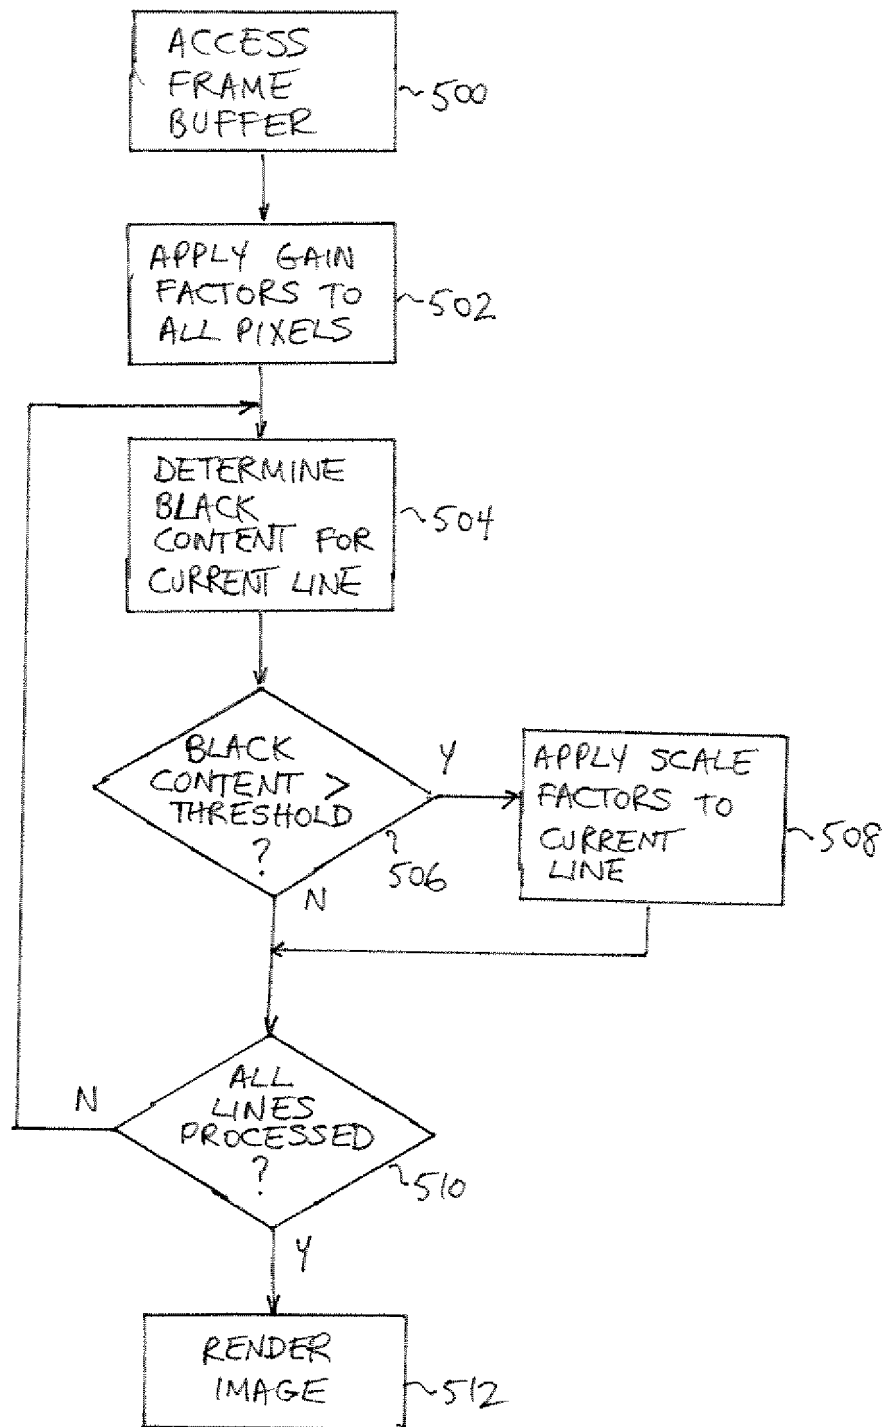 ACCESS
FRAME
BUFFER
500
APPLY GAIN
FACTORS TO
ALL PIXELS
502
DETERMINE
BLACK
CONTENT FOR
CURRENT LINE
504
BLACK
CONTENT >
THRESHOLD
?
506
Y
N
APPLY SCALE
FACTORS TO
CURRENT
LINE
508
ALL
LINES
PROCESSED
?
510
N
Y
RENDER
IMAGE
512